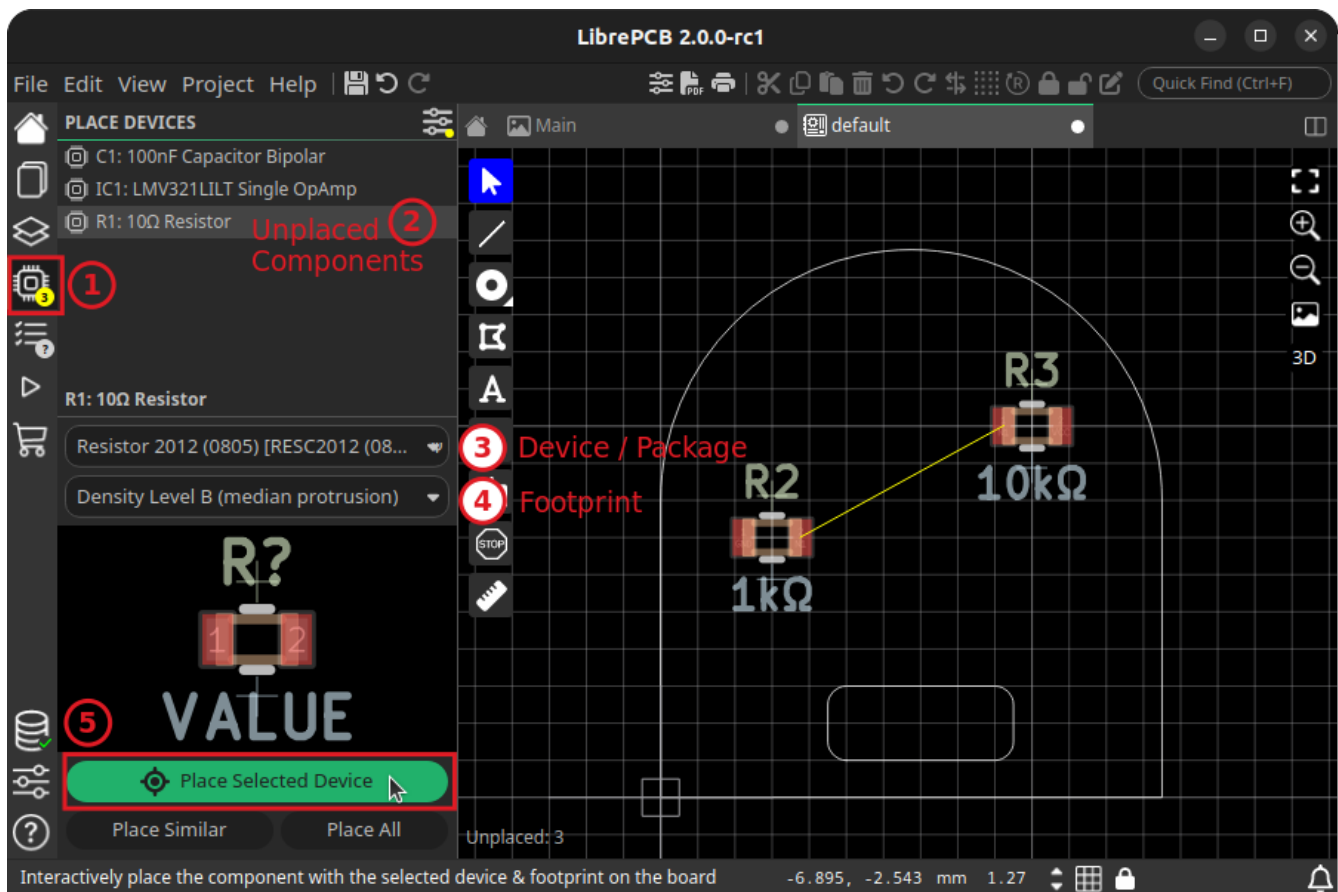 LibrePCB 2.0.0-rc1
File Edit View Project Help
PDF
Quick Find (Ctrl+F)
PLACE DEVICES
Main
default
C1: 100nF Capacitor Bipolar
IC1: LMV321LILT Single OpAmp
R1: 10Ω Resistor
Unplaced 2
Components
3
1
?
3D
R1: 10Ω Resistor
Resistor 2012 (0805) [RESC2012 (08...
3 Device / Package
Density Level B (median protrusion)
4 Footprint
STOP
R3
10kΩ
R2
1kΩ
R?
1 2
VALUE
5
Place Selected Device
Place Similar
Place All
Unplaced: 3
?
Interactively place the component with the selected device & footprint on the board
-6.895, -2.543 mm 1.27